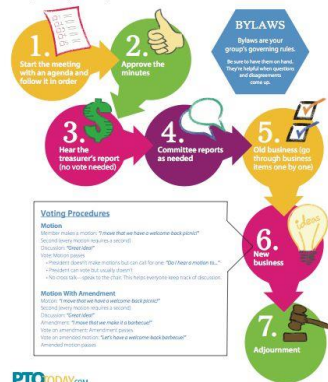 1.
Start the meeting
with an agenda and
follow it in order
2.
Approve the
minutes
BYLAWS
Bylaws are your
group's governing rules.
Be sure to have them on hand.
They're helpful when questions
and disagreements
come up.
3.
Hear the
treasurer's report
(no vote needed)
4.
Committee reports
as needed
5.
Old business (go
through business
items one by one)
Voting Procedures
Motion
Member makes a motion: "I move that we have a welcome back picnic!"
Second (every motion requires a second)
Discussion: "Great idea!"
Vote: Motion passes
• President doesn't make motions but can call for one: "Do I hear a motion to..."
• President can vote but usually doesn't
• No cross talk—speak to the chair. This helps everyone keep track of discussion.
Motion With Amendment
Motion: "I move that we have a welcome back picnic!"
Second (every motion requires a second)
Discussion: "Great idea!"
Amendment: "I move that we make it a barbecue!"
Vote on amendment: Amendment passes
Vote on amended motion: "Let's have a welcome back barbecue!"
Amended motion passes
ideas
6.
New
business
7.
Adjournment
PTOTODAY.COM